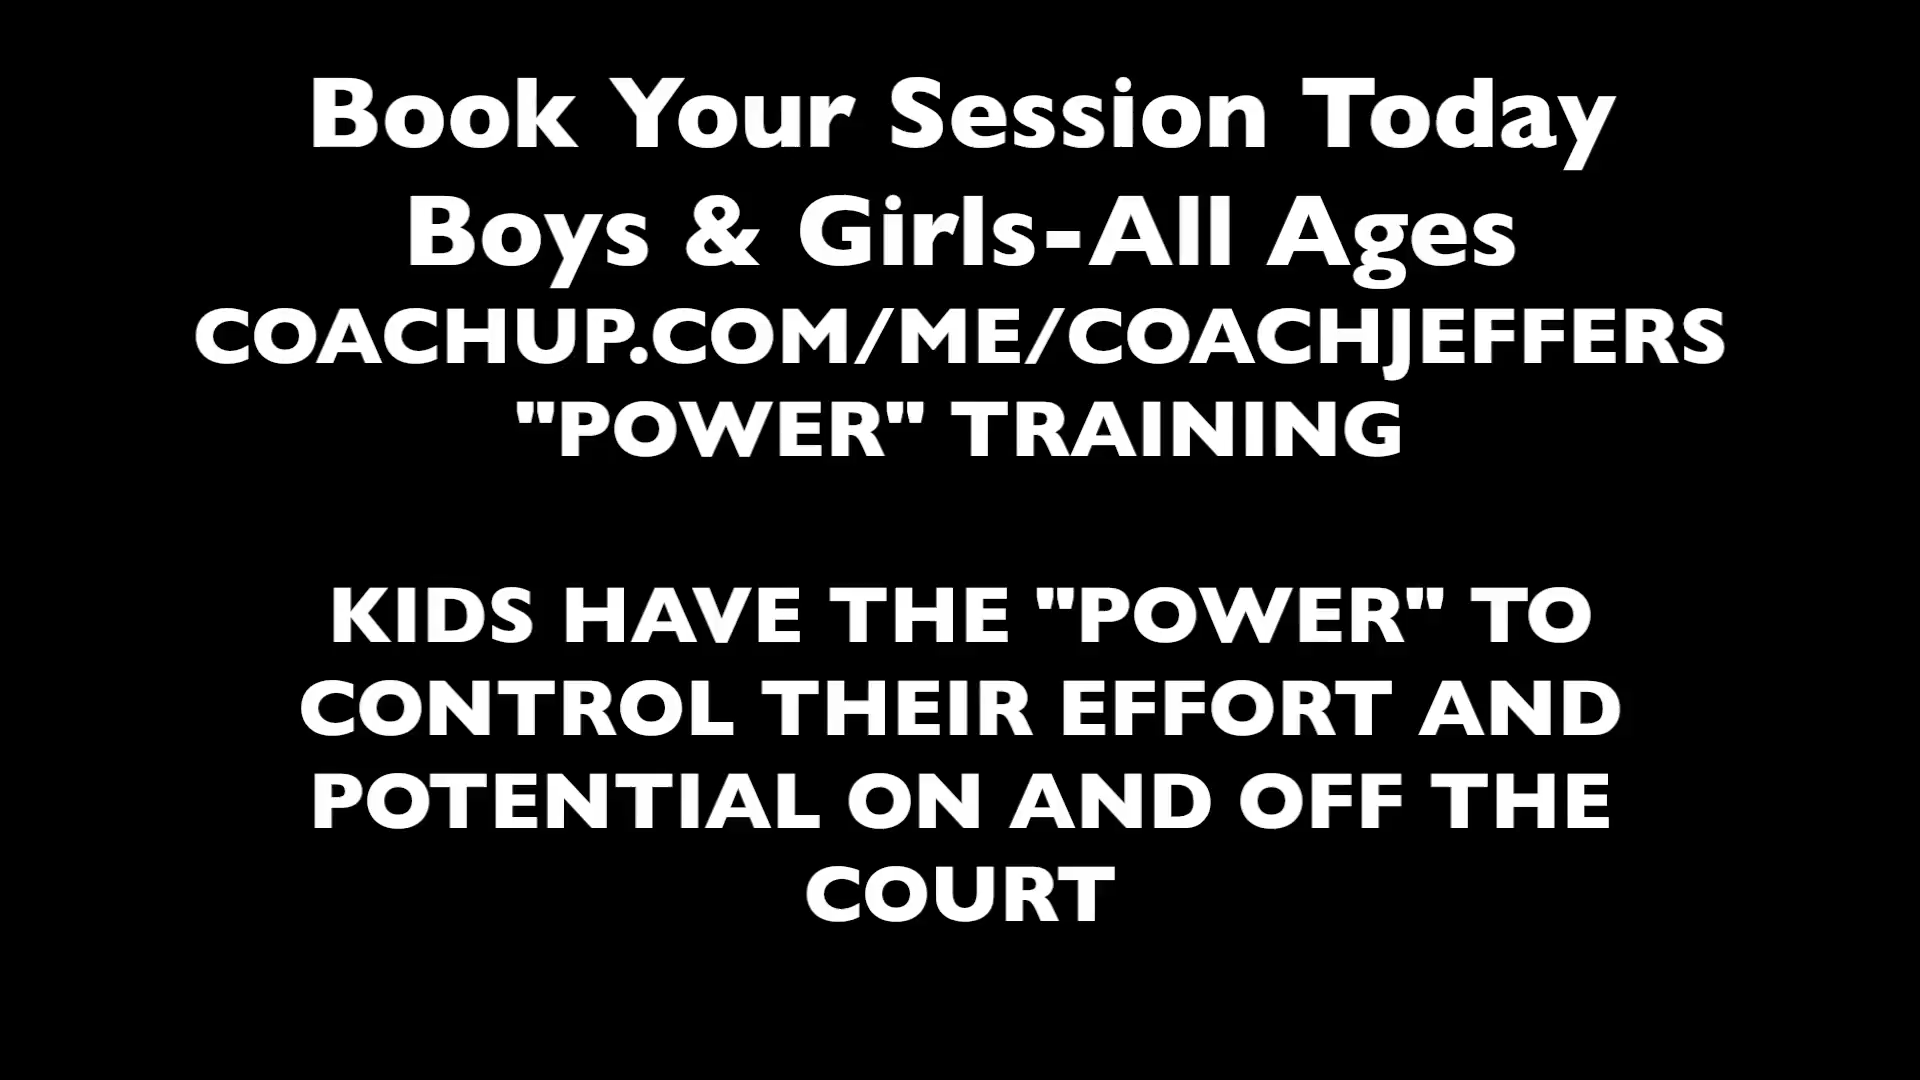 Book Your Session Today
Boys & Girls-All Ages
COACHUP.COM/ME/COACHJEFFERS
"POWER" TRAINING
KIDS HAVE THE "POWER" TO
CONTROL THEIR EFFORT AND
POTENTIAL ON AND OFF THE
COURT